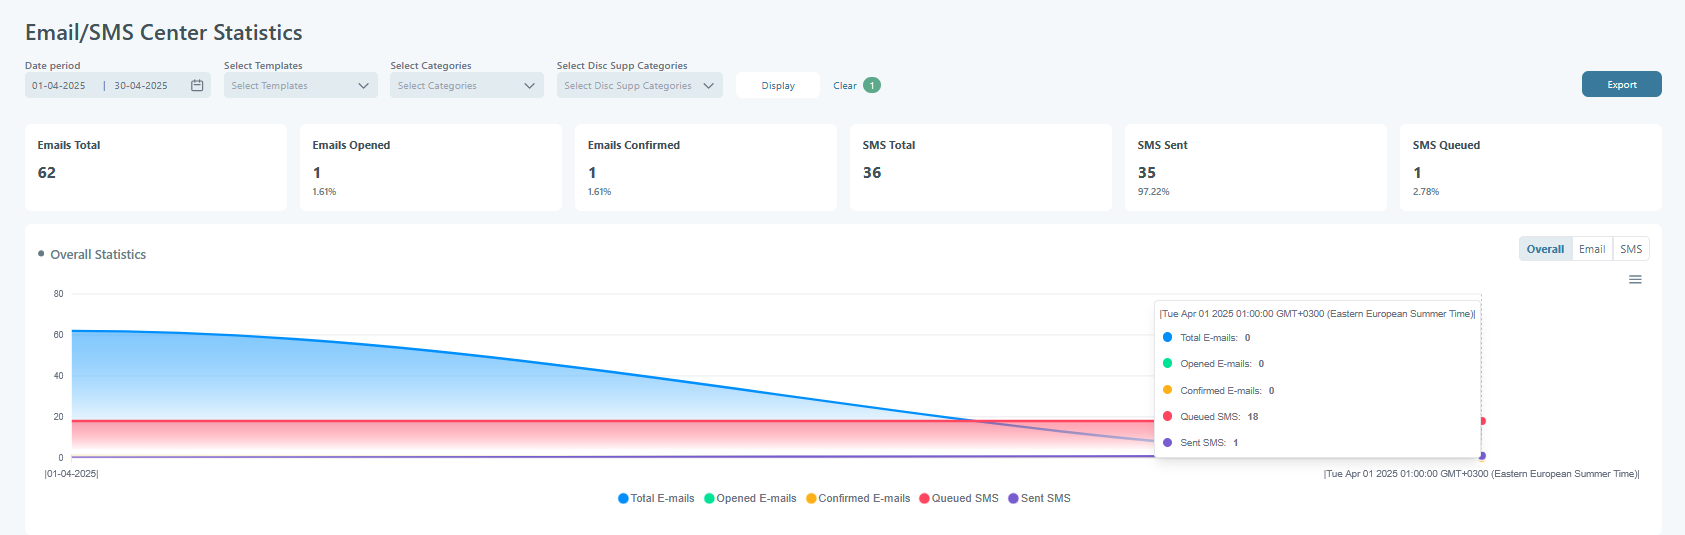 Email/SMS Center Statistics
Date period
Select Templates
Select Categories
Select Disc Supp Categories
01-04-2025 | 30-04-2025
Select Templates
Select Categories
Select Disc Supp Categories
Display
Clear 1
Export
Emails Total
62
Emails Opened
1
1.61%
Emails Confirmed
1
1.61%
SMS Total
36
SMS Sent
35
97.22%
SMS Queued
1
2.78%
Overall Statistics
Overall Email SMS
80
60
40
20
0
|Tue Apr 01 2025 01:00:00 GMT+0300 (Eastern European Summer Time)|
Total E-mails: 0
Opened E-mails: 0
Confirmed E-mails: 0
Queued SMS: 18
Sent SMS: 1
|01-04-2025|
|Tue Apr 01 2025 01:00:00 GMT+0300 (Eastern European Summer Time)|
Total E-mails Opened E-mails Confirmed E-mails Queued SMS Sent SMS